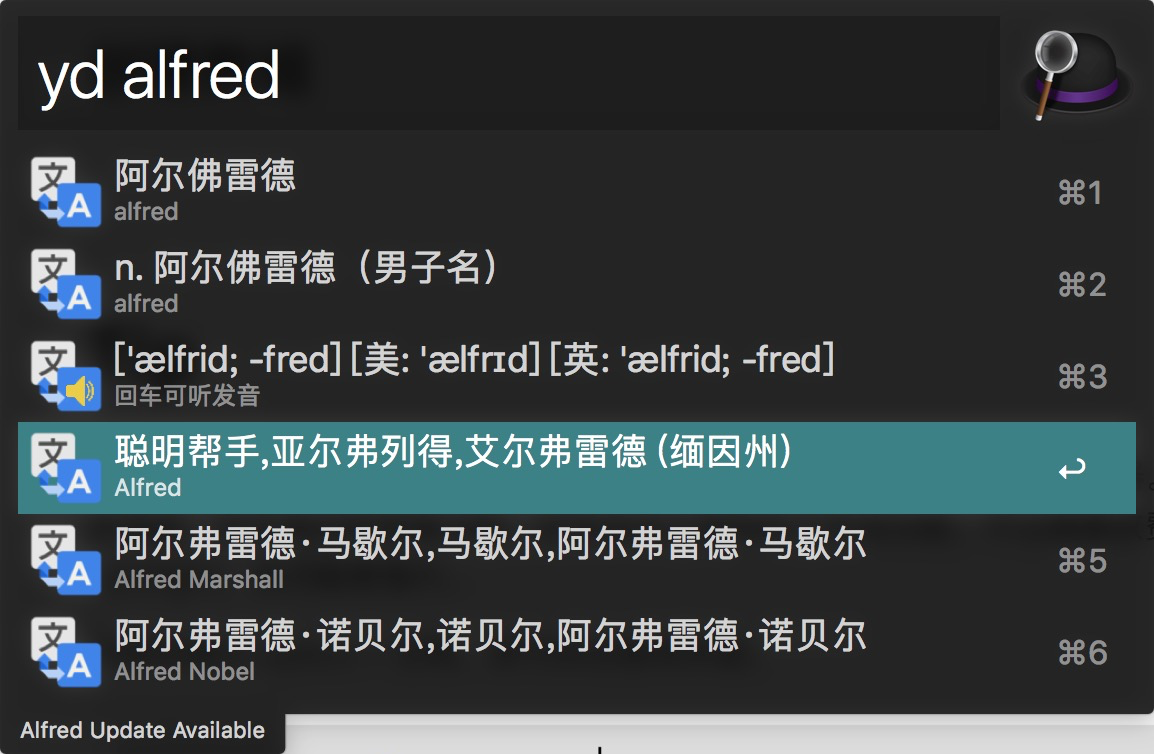 yd alfred
阿尔佛雷德
alfred
⌘1
n. 阿尔佛雷德（男子名）
alfred
⌘2
['ælfrid; -fred] [美: 'ælfrɪd] [英: 'ælfrid; -fred]
回车可听发音
⌘3
聪明帮手,亚尔弗列得,艾尔弗雷德 (缅因州)
Alfred
↩
阿尔弗雷德·马歇尔,马歇尔,阿尔弗雷德·马歇尔
Alfred Marshall
⌘5
阿尔弗雷德·诺贝尔,诺贝尔,阿尔弗雷德·诺贝尔
Alfred Nobel
⌘6
Alfred Update Available